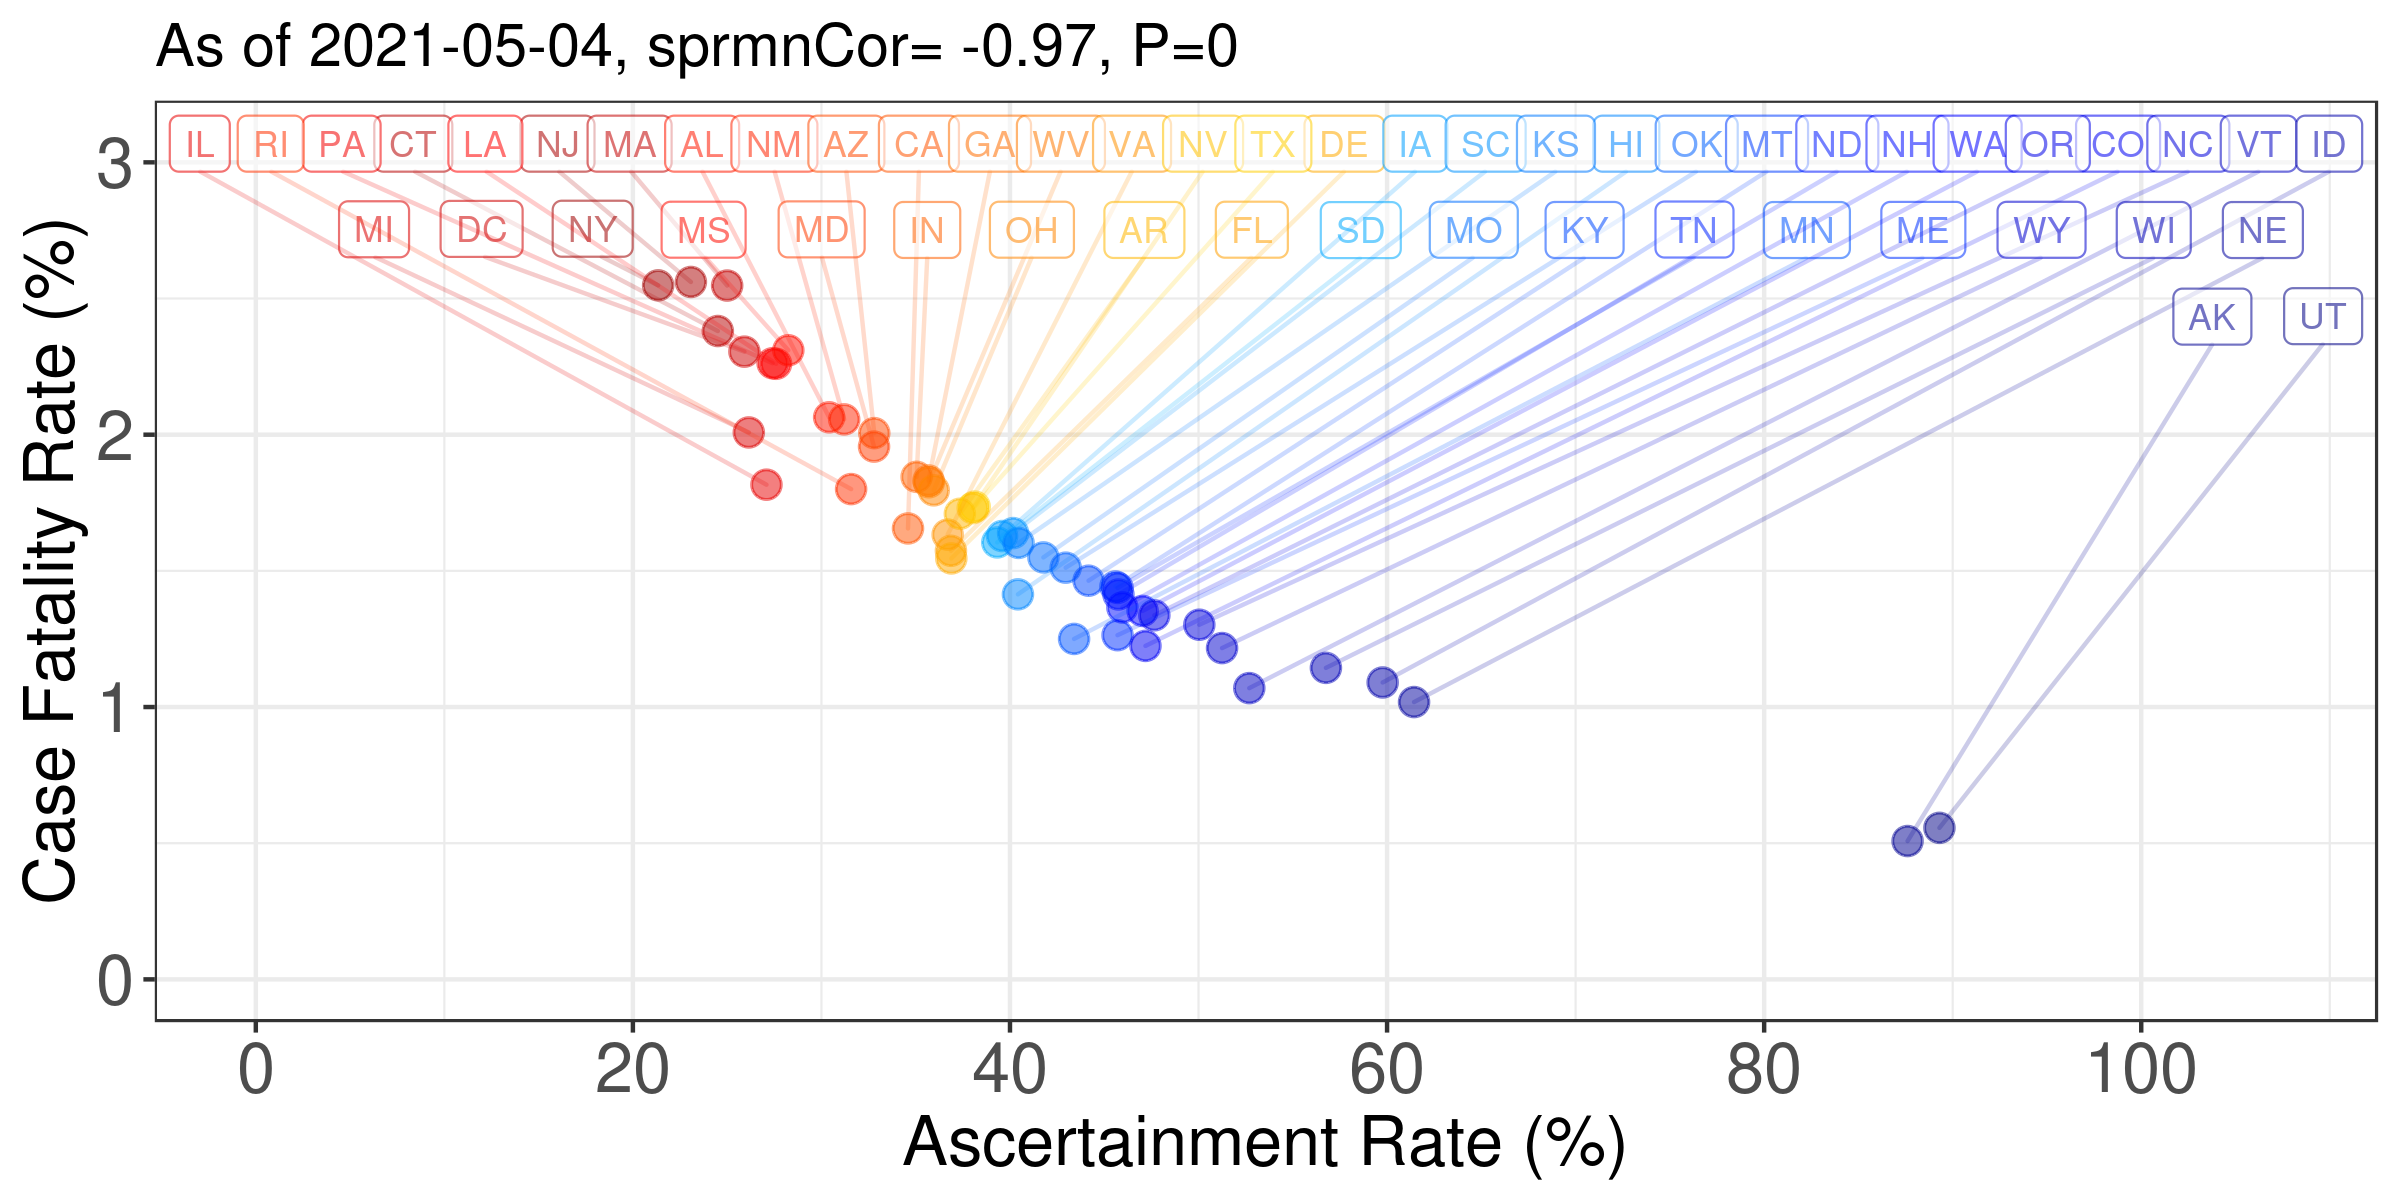 As of 2021-05-04, sprmnCor= -0.97, P=0
IL RI PA CT LA NJ MA AL NM AZ CA GA WV VA NV TX DE IA SC KS HI OK MT ND NH WA OR CO NC VT ID
MI DC NY MS MD IN OH AR FL SD MO KY TN MN ME WY WI NE
AK UT
3
2
1
0
Case Fatality Rate (%)
0 20 40 60 80 100
Ascertainment Rate (%)